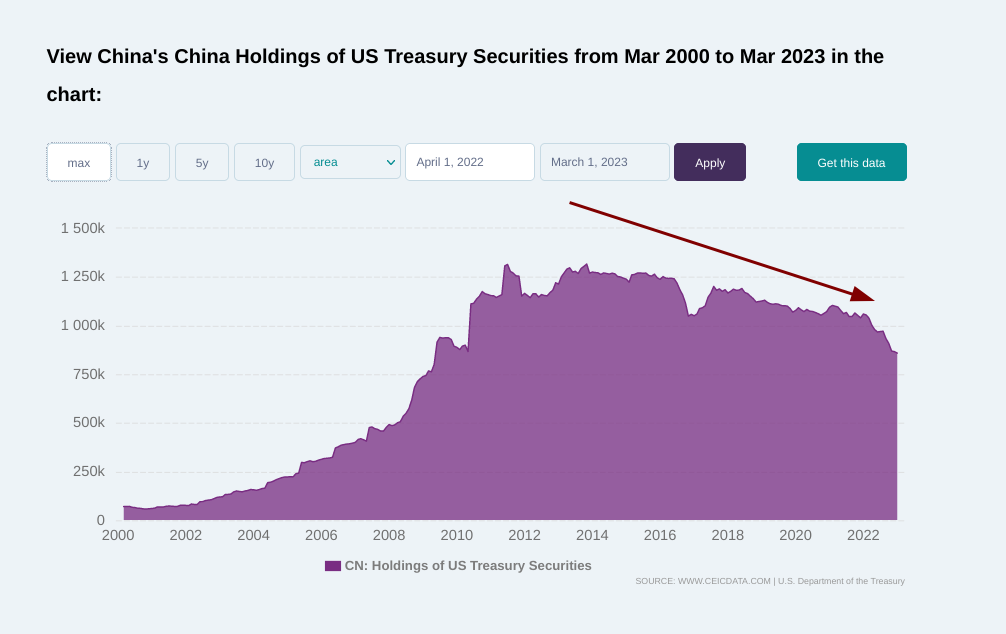 View China's China Holdings of US Treasury Securities from Mar 2000 to Mar 2023 in the
chart:
max 1y 5y 10y area April 1, 2022 March 1, 2023 Apply Get this data
1 500k
1 250k
1 000k
750k
500k
250k
0
2000 2002 2004 2006 2008 2010 2012 2014 2016 2018 2020 2022
CN: Holdings of US Treasury Securities
SOURCE: WWW.CEICDATA.COM | U.S. Department of the Treasury